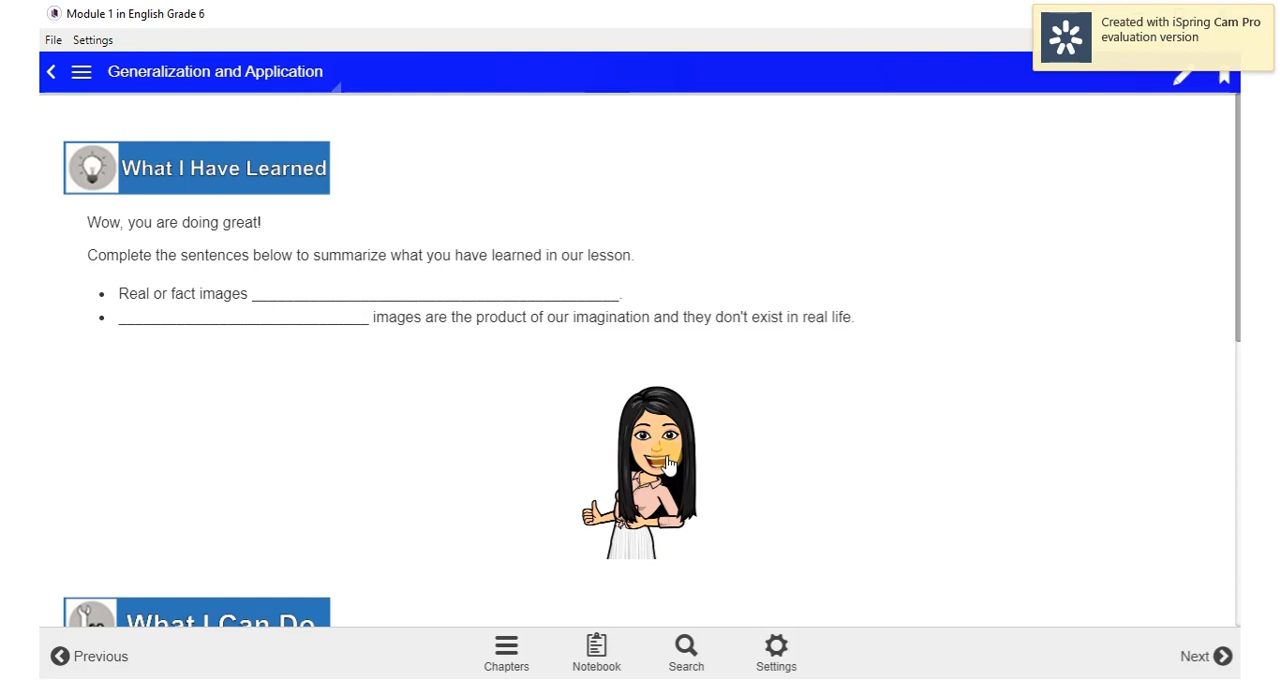 Module 1 in English Grade 6
File Settings
Created with iSpring Cam Pro
evaluation version
Generalization and Application
What I Have Learned
Wow, you are doing great!
Complete the sentences below to summarize what you have learned in our lesson.
• Real or fact images ____________________________________________.
• ______________________________ images are the product of our imagination and they don't exist in real life.
What I Can Do
Previous
Chapters
Notebook
Search
Settings
Next